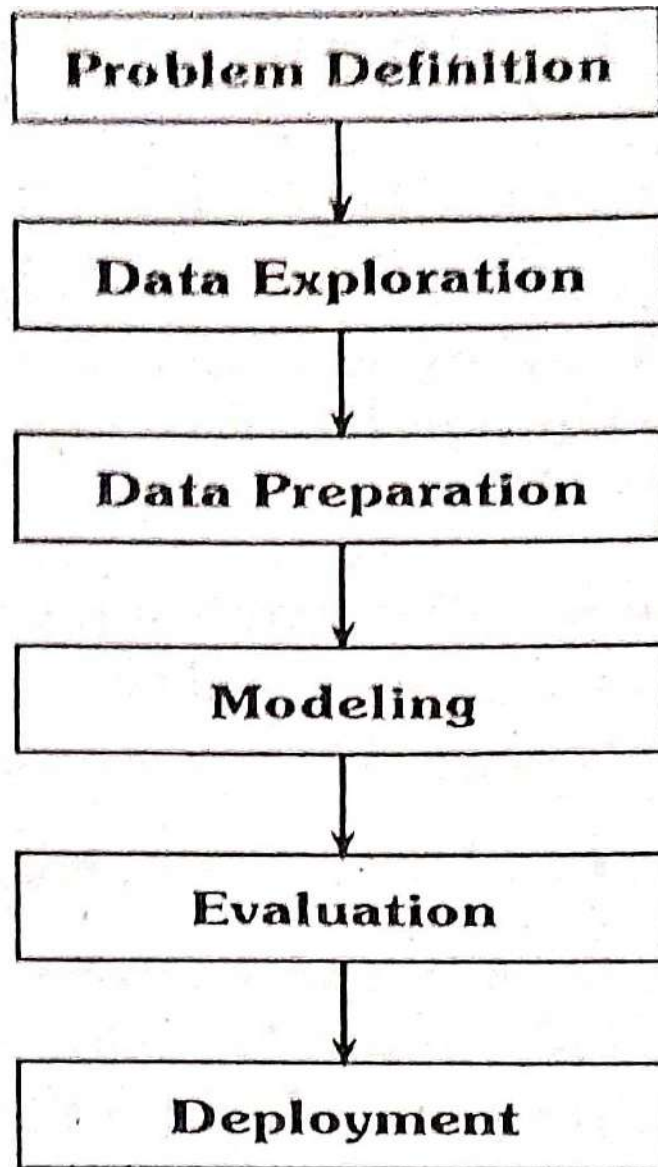 Problem Definition
Data Exploration
Data Preparation
Modeling
Evaluation
Deployment